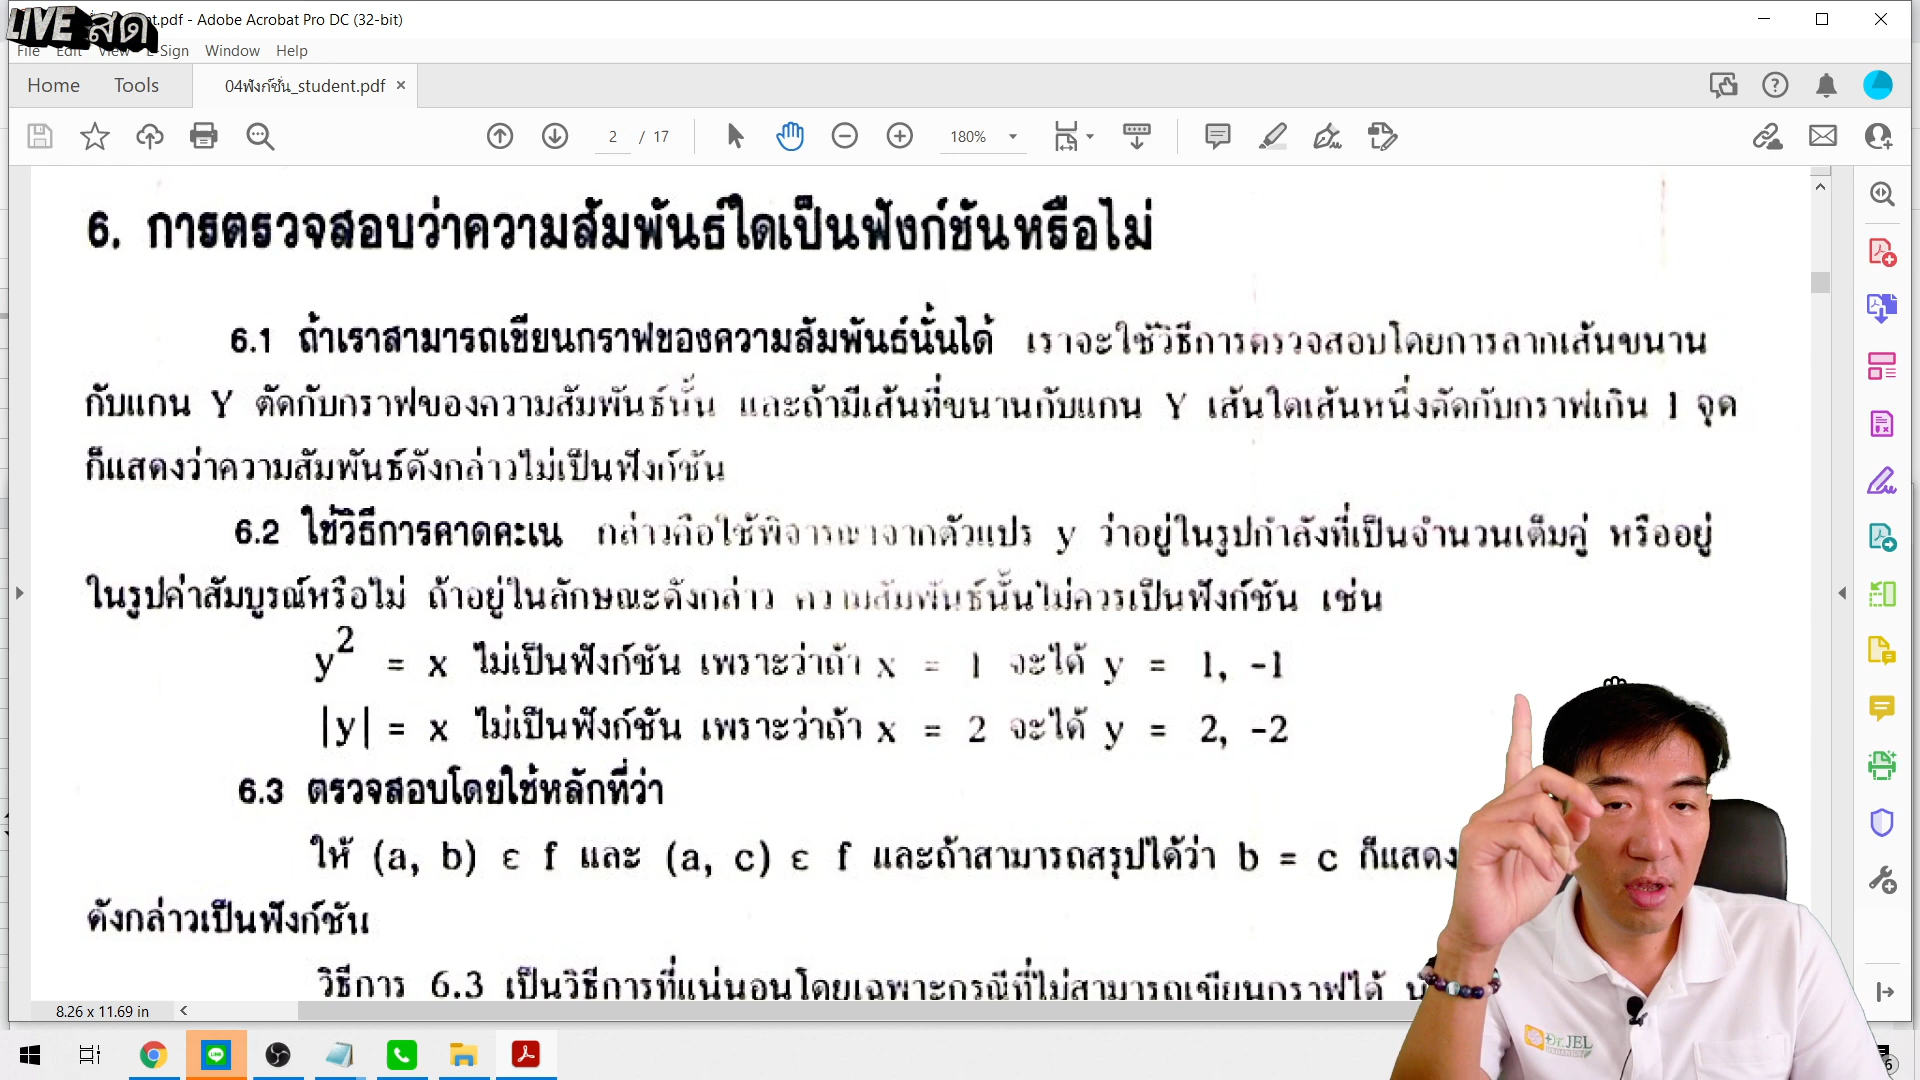 LIVE สด
t.pdf - Adobe Acrobat Pro DC (32-bit)
File Edit View E-Sign Window Help
Home Tools 04ฟังก์ชั่น_student.pdf ×
2 / 17 180%
6. การตรวจสอบว่าความสัมพันธ์ใดเป็นฟังก์ชันหรือไม่
6.1 ถ้าเราสามารถเขียนกราฟของความสัมพันธ์นั้นได้ เราจะใช้วิธีการตรวจสอบโดยการลากเส้นขนาน
กับแกน Y ตัดกับกราฟของความสัมพันธ์นั้น และถ้ามีเส้นที่ขนานกับแกน Y เส้นใดเส้นหนึ่งตัดกับกราฟเกิน 1 จุด
ก็แสดงว่าความสัมพันธ์ดังกล่าวไม่เป็นฟังก์ชัน
6.2 ใช้วิธีการคาดคะเน กล่าวคือใช้พิจารณาจากตัวแปร y ว่าอยู่ในรูปกำลังที่เป็นจำนวนเต็มคู่ หรืออยู่
ในรูปค่าสัมบูรณ์หรือไม่ ถ้าอยู่ในลักษณะดังกล่าว ความสัมพันธ์นั้นไม่ควรเป็นฟังก์ชัน เช่น
y² = x ไม่เป็นฟังก์ชัน เพราะว่าถ้า x = 1 จะได้ y = 1, -1
|y| = x ไม่เป็นฟังก์ชัน เพราะว่าถ้า x = 2 จะได้ y = 2, -2
6.3 ตรวจสอบโดยใช้หลักที่ว่า
ให้ (a, b) ε f และ (a, c) ε f และถ้าสามารถสรุปได้ว่า b = c ก็แสดง
ดังกล่าวเป็นฟังก์ชัน
วิธีการ 6.3 เป็นวิธีการที่แน่นอนโดยเฉพาะกรณีที่ไม่สามารถเขียนกราฟได้
8.26 x 11.69 in
Dr.JEL